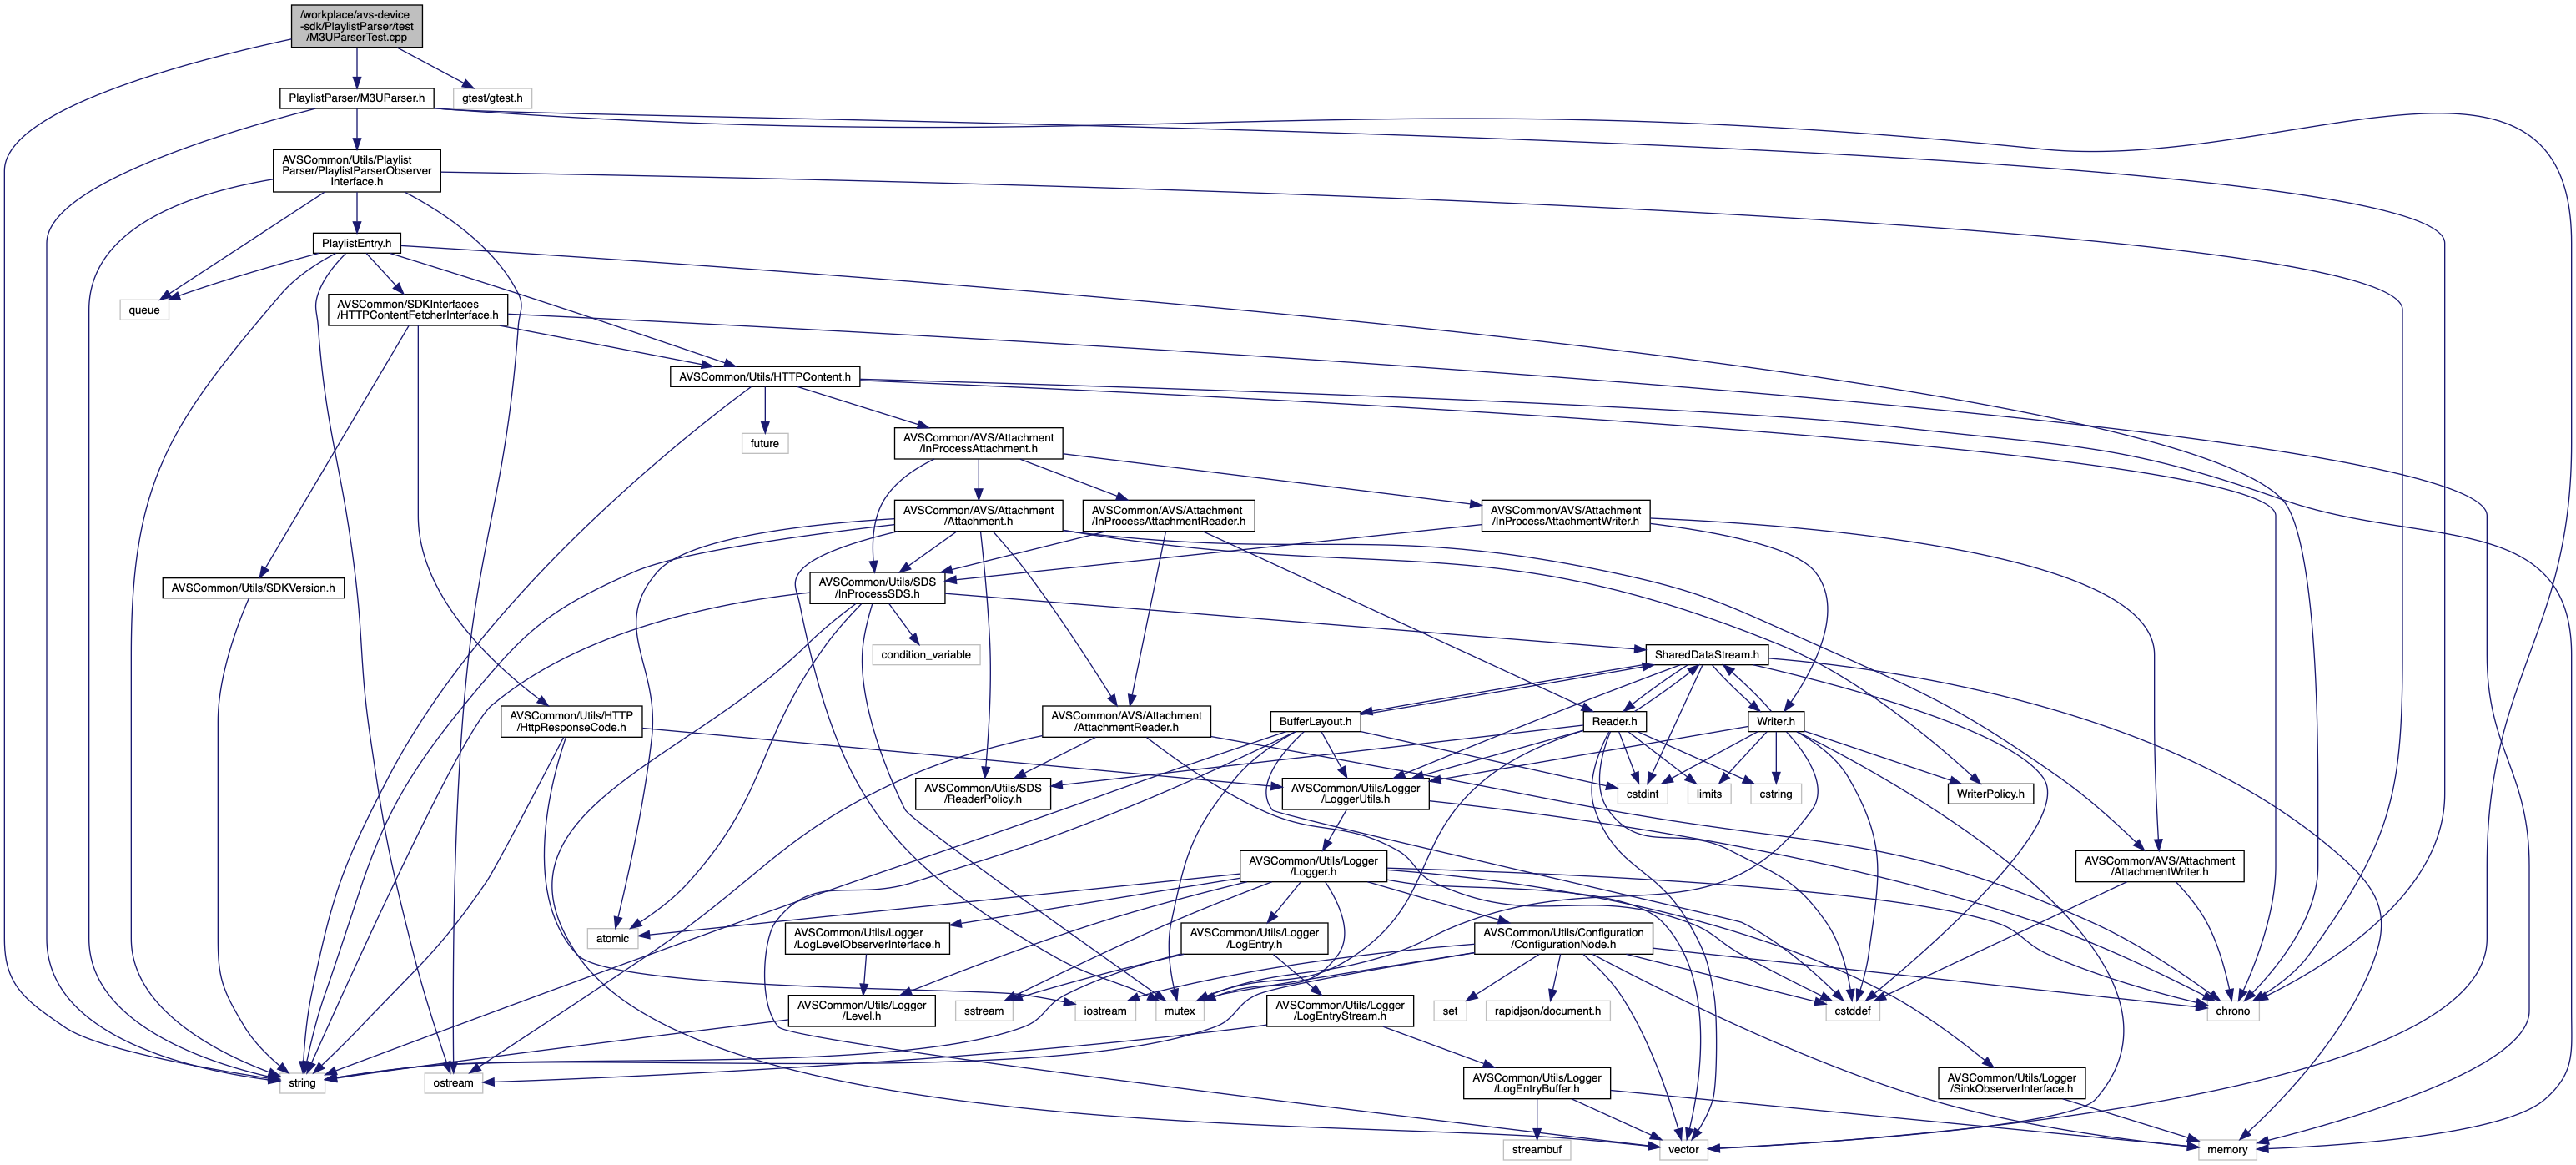 /workplace/avs-device
-sdk/PlaylistParser/test
/M3UParserTest.cpp
PlaylistParser/M3UParser.h
gtest/gtest.h
AVSCommon/Utils/Playlist
Parser/PlaylistParserObserver
Interface.h
PlaylistEntry.h
queue
AVSCommon/SDKInterfaces
/HTTPContentFetcherInterface.h
AVSCommon/Utils/HTTPContent.h
future
AVSCommon/AVS/Attachment
/InProcessAttachment.h
AVSCommon/AVS/Attachment
/Attachment.h
AVSCommon/AVS/Attachment
/InProcessAttachmentReader.h
AVSCommon/AVS/Attachment
/InProcessAttachmentWriter.h
AVSCommon/Utils/SDKVersion.h
AVSCommon/Utils/SDS
/InProcessSDS.h
condition_variable
SharedDataStream.h
AVSCommon/Utils/HTTP
/HttpResponseCode.h
AVSCommon/AVS/Attachment
/AttachmentReader.h
BufferLayout.h
Reader.h
Writer.h
AVSCommon/Utils/SDS
/ReaderPolicy.h
AVSCommon/Utils/Logger
/LoggerUtils.h
cstdint
limits
cstring
WriterPolicy.h
AVSCommon/Utils/Logger
/Logger.h
AVSCommon/AVS/Attachment
/AttachmentWriter.h
atomic
AVSCommon/Utils/Logger
/LogLevelObserverInterface.h
AVSCommon/Utils/Logger
/LogEntry.h
AVSCommon/Utils/Configuration
/ConfigurationNode.h
AVSCommon/Utils/Logger
/Level.h
sstream
iostream
mutex
AVSCommon/Utils/Logger
/LogEntryStream.h
set
rapidjson/document.h
cstddef
chrono
string
ostream
AVSCommon/Utils/Logger
/LogEntryBuffer.h
AVSCommon/Utils/Logger
/SinkObserverInterface.h
streambuf
vector
memory